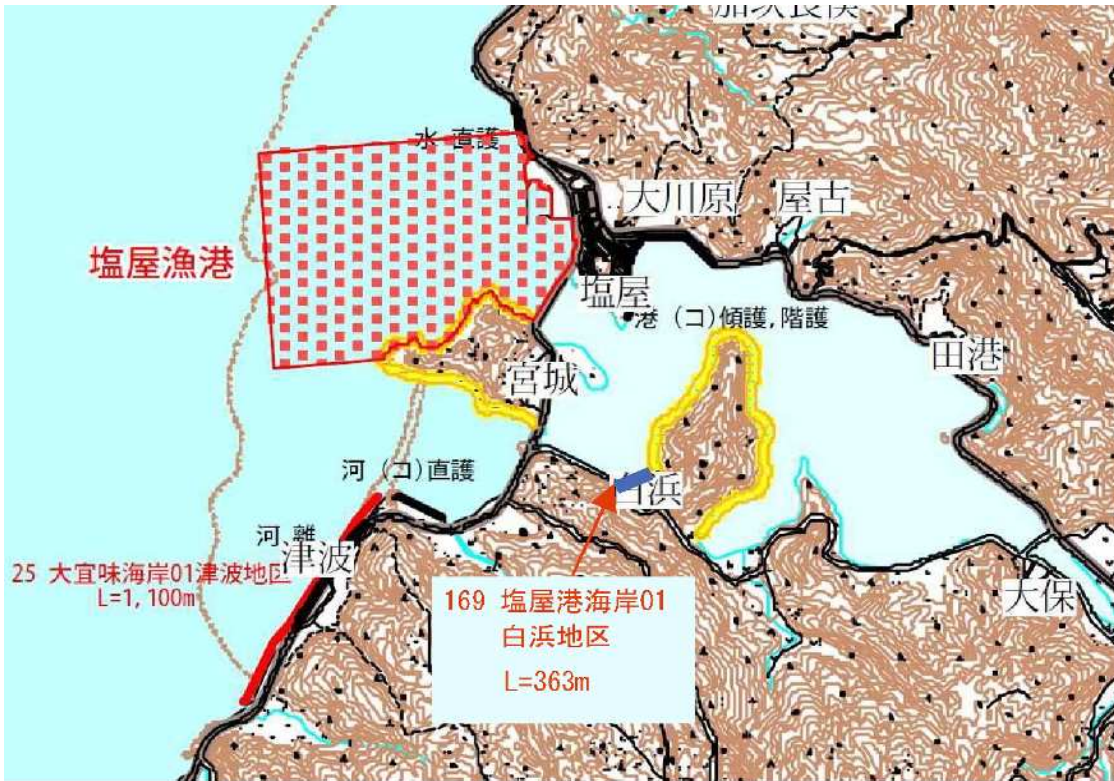 水 直護
大川原
屋古
塩屋漁港
塩屋
港 (コ)傾護,階護
田港
宮城
河 (コ)直護
白浜
河 離
津波
25 大宜味海岸01津波地区
L=1,100m
大保
169 塩屋港海岸01
白浜地区
L=363m